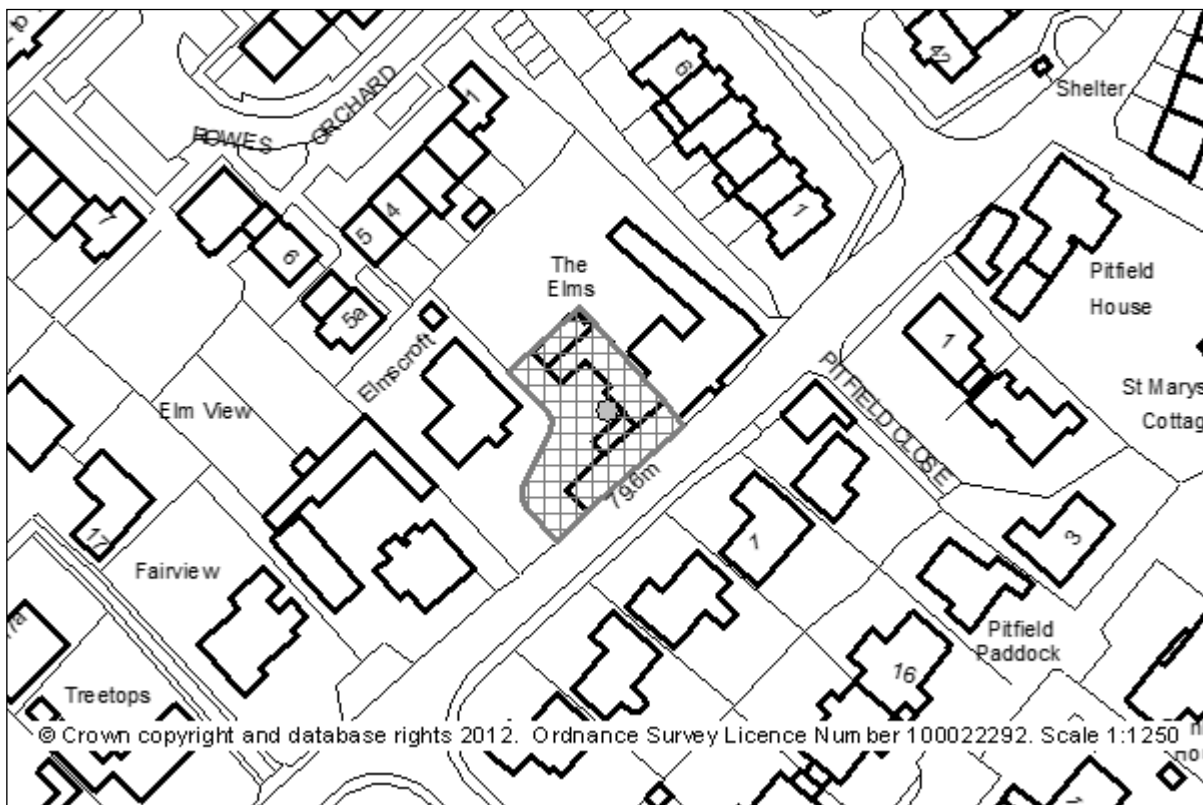 42
Shelter
6
1
ROWES ORCHARD
7
4
5
6
1
The
Elms
Pitfield
House
5a
1
Elmscroft
PITFIELD CLOSE
St Marys
Elm View
79.6m
17
1
3
Fairview
Pitfield
Paddock
16
Treetops
© Crown copyright and database rights 2012. Ordnance Survey Licence Number 100022292. Scale 1:1250